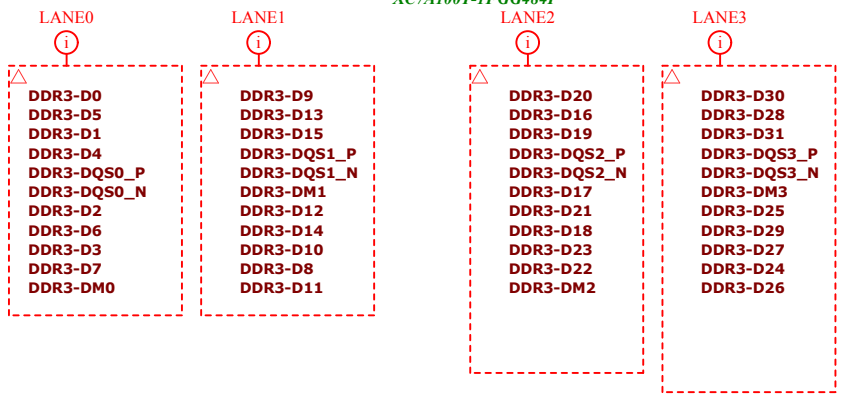 LANE0
i
DDR3-D0
DDR3-D5
DDR3-D1
DDR3-D4
DDR3-DQS0_P
DDR3-DQS0_N
DDR3-D2
DDR3-D6
DDR3-D3
DDR3-D7
DDR3-DM0
LANE1
i
DDR3-D9
DDR3-D13
DDR3-D15
DDR3-DQS1_P
DDR3-DQS1_N
DDR3-DM1
DDR3-D12
DDR3-D14
DDR3-D10
DDR3-D8
DDR3-D11
LANE2
i
DDR3-D20
DDR3-D16
DDR3-D19
DDR3-DQS2_P
DDR3-DQS2_N
DDR3-D17
DDR3-D21
DDR3-D18
DDR3-D23
DDR3-D22
DDR3-DM2
LANE3
i
DDR3-D30
DDR3-D28
DDR3-D31
DDR3-DQS3_P
DDR3-DQS3_N
DDR3-DM3
DDR3-D25
DDR3-D29
DDR3-D27
DDR3-D24
DDR3-D26